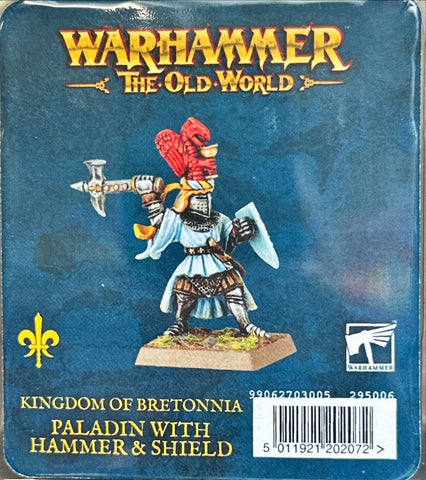 WARHAMMER
THE·OLD·WORLD
WARHAMMER
99062703005 295006
KINGDOM OF BRETONNIA
PALADIN WITH
HAMMER & SHIELD
5 011921 202072 >